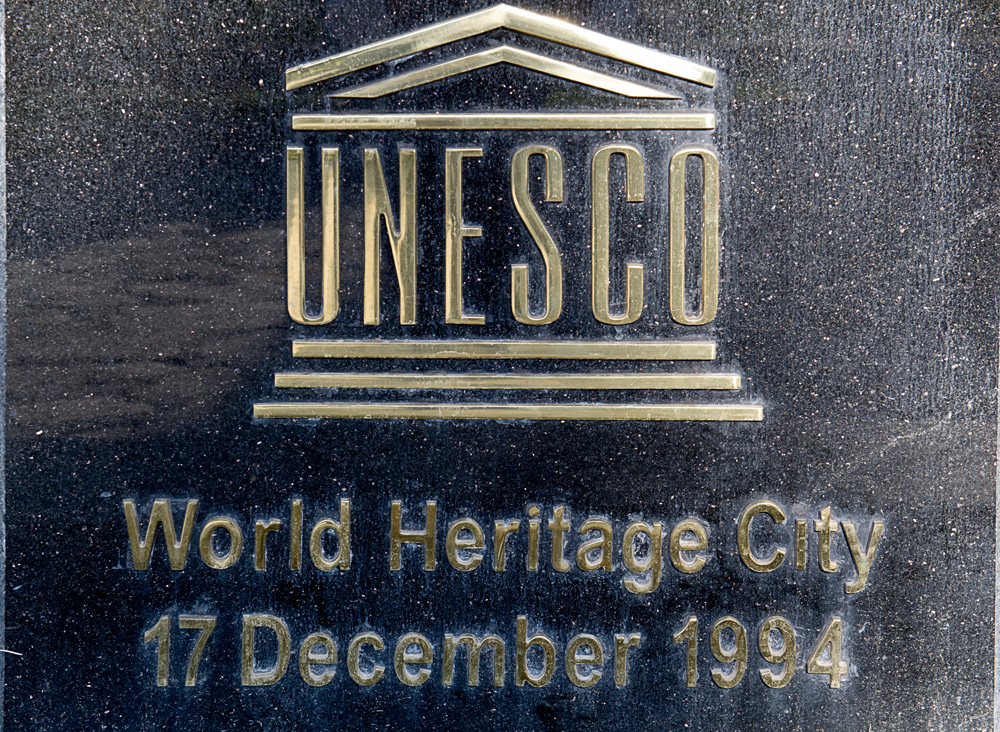 UNESCO
World Heritage City
17 December 1994